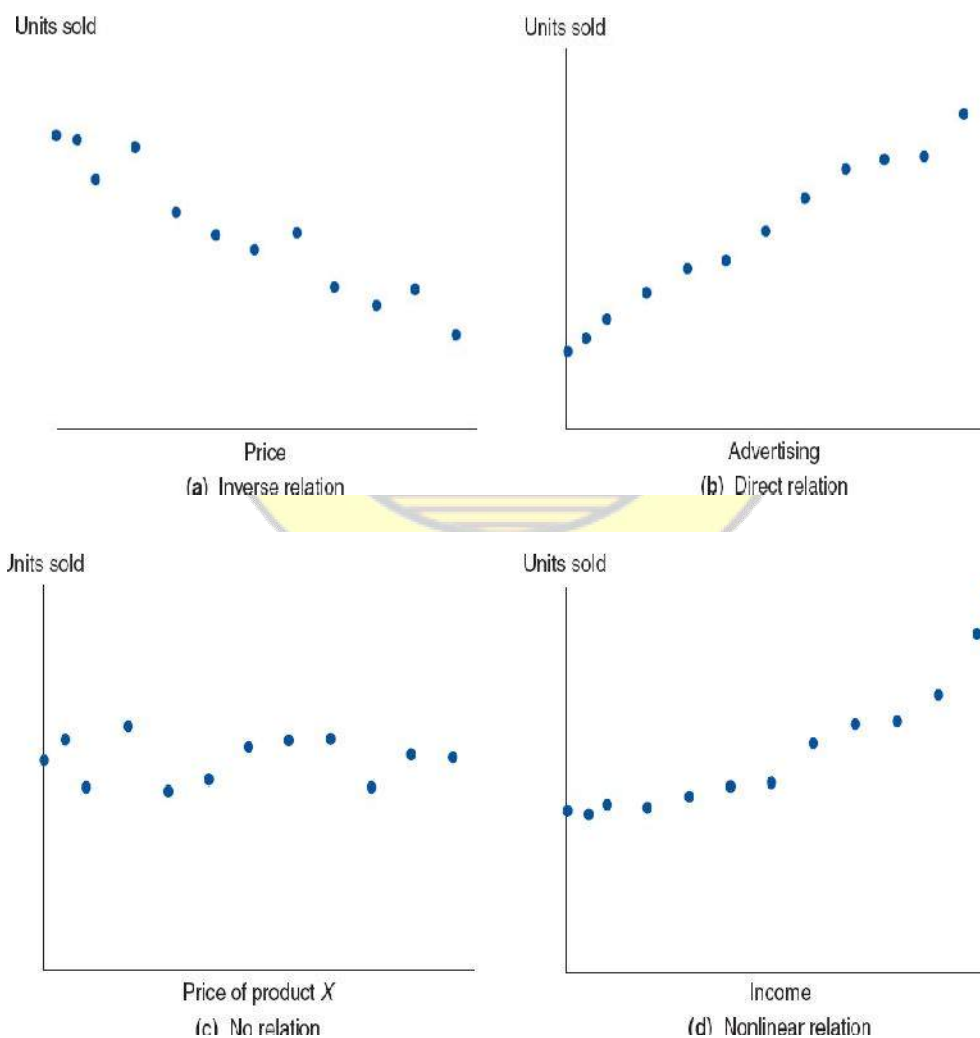 Units sold
Price
(a) Inverse relation
Units sold
Advertising
(b) Direct relation
Units sold
Price of product X
(c) No relation
Units sold
Income
(d) Nonlinear relation